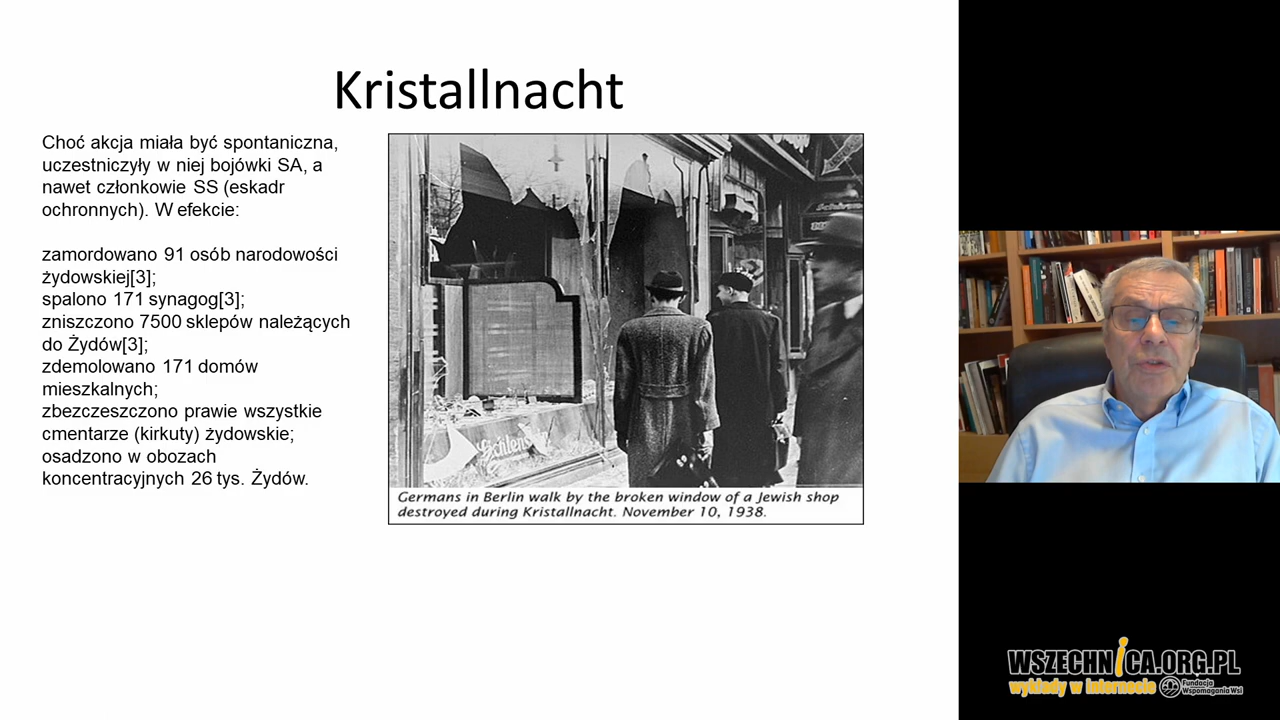 Kristallnacht
Choć akcja miała być spontaniczna,
uczestniczyły w niej bojówki SA, a
nawet członkowie SS (eskadr
ochronnych). W efekcie:
zamordowano 91 osób narodowości
żydowskiej[3];
spalono 171 synagog[3];
zniszczono 7500 sklepów należących
do Żydów[3];
zdemolowano 171 domów
mieszkalnych;
zbezczeszczono prawie wszystkie
cmentarze (kirkuty) żydowskie;
osadzono w obozach
koncentracyjnych 26 tys. Żydów.
Germans in Berlin walk by the broken window of a Jewish shop
destroyed during Kristallnacht. November 10, 1938.
WSZECHNICA.ORG.PL
wykłady w internecie
Fundacja
Wspomagania Wsi